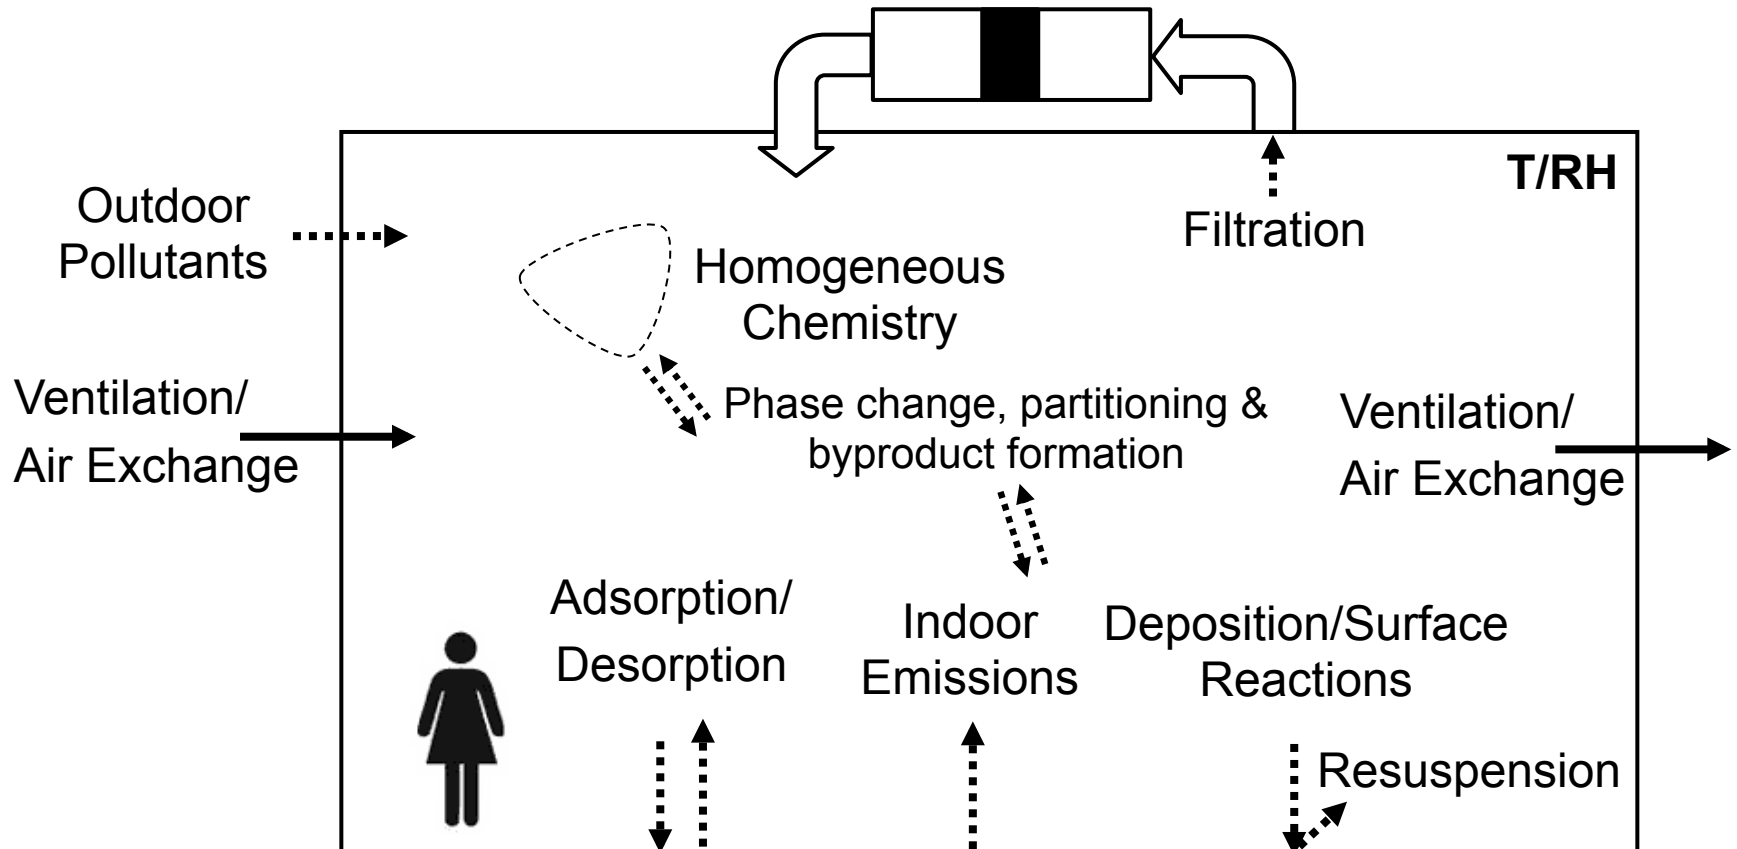 T/RH
Outdoor
Pollutants
Filtration
Homogeneous
Chemistry
Ventilation/
Air Exchange
Phase change, partitioning &
byproduct formation
Ventilation/
Air Exchange
Adsorption/
Desorption
Indoor
Emissions
Deposition/Surface
Reactions
Resuspension